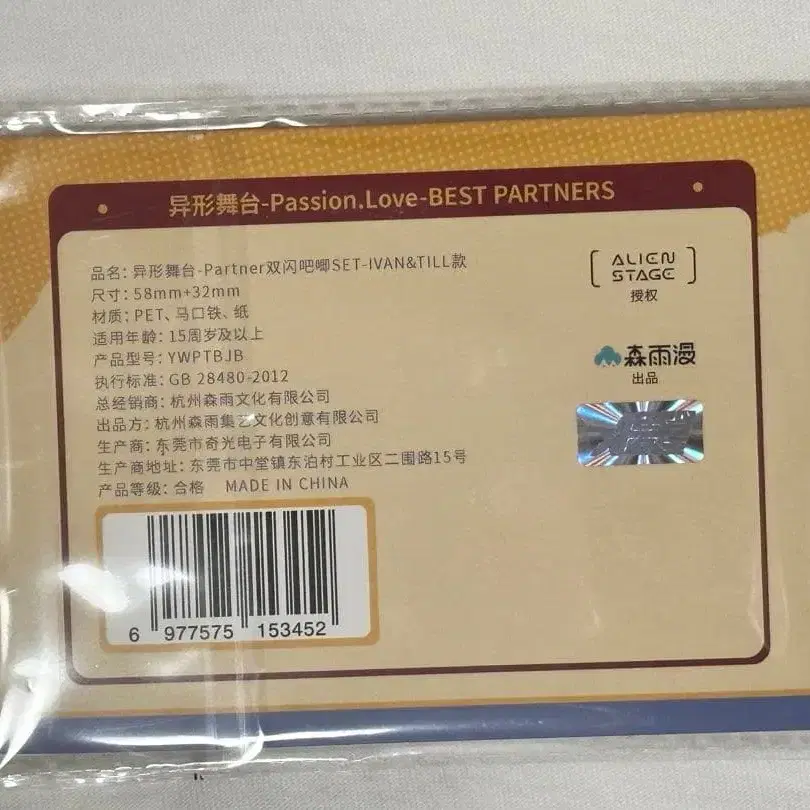 异形舞台-Passion.Love-BEST PARTNERS
品名：异形舞台-Partner双闪吧唧SET-IVAN&TILL款
尺寸：58mm+32mm
材质：PET、马口铁、纸
适用年龄：15周岁及以上
产品型号：YWPTBJB
执行标准：GB 28480-2012
总经销商：杭州森雨文化有限公司
出品方：杭州森雨集艺文化创意有限公司
生产商：东莞市奇光电子有限公司
生产商地址：东莞市中堂镇东泊村工业区二围路15号
产品等级：合格 MADE IN CHINA
ALIEN
STAGE
授权
森雨漫
出品
6 977575 153452